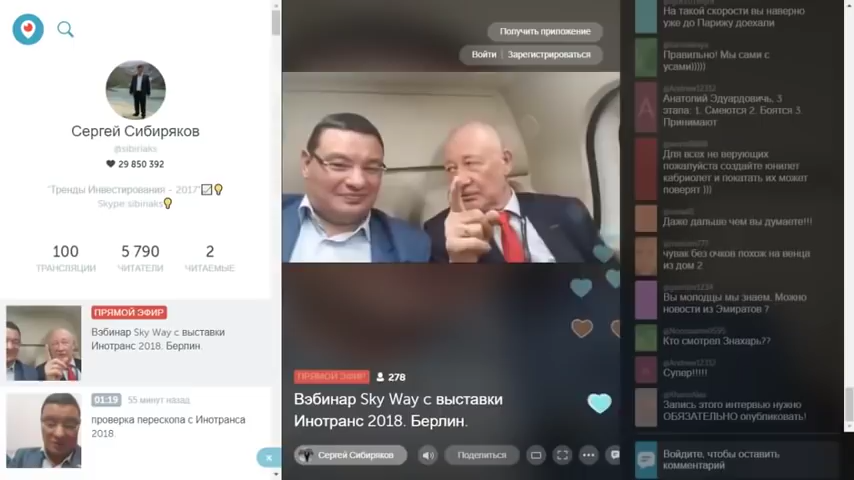 Сергей Сибиряков
@sibiriaks
29 850 392
"Тренды Инвестирования - 2017"
Skype:sibiriaks
100
5 790
2
ТРАНСЛЯЦИИ
ЧИТАТЕЛИ
ЧИТАЕМЫЕ
ПРЯМОЙ ЭФИР
Вэбинар Sky Way с выставки
Инотранс 2018. Берлин.
01:19 55 минут назад
проверка перескопа с Инотранса
2018.
Получить приложение
Войти | Зарегистрироваться
ПРЯМОЙ ЭФИР 278
Вэбинар Sky Way с выставки
Инотранс 2018. Берлин.
Сергей Сибиряков
Поделиться
На такой скорости вы наверно
уже до Парижу доехали
Правильно! Мы сами с
усами)))))
A
@Andrew12312
Анатолий Эдуардовичь, 3
этапа: 1. Смеются 2. Боятся 3.
Принимают
Для всех не верующих
пожалуйста создайте юнилет
кабриолет и покатать их может
поверят )))
Даже дальше чем вы думаете!!!
чувак без очков похож на венца
из дом 2
Вы молодцы мы знаем. Можно
новости из Эмиратов ?
Кто смотрел Знахарь??
@Andrew12312
Супер!!!!!
Запись этого интервью нужно
ОБЯЗАТЕЛЬНО опубликовать!
Войдите, чтобы оставить
комментарий